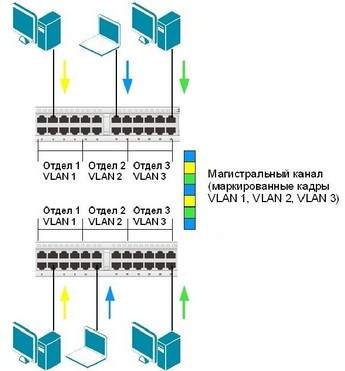 Отдел 1 Отдел 2 Отдел 3
VLAN 1 VLAN 2 VLAN 3
Магистральный канал
(маркированные кадры
VLAN 1, VLAN 2, VLAN 3)
Отдел 1 Отдел 2 Отдел 3
VLAN 1 VLAN 2 VLAN 3